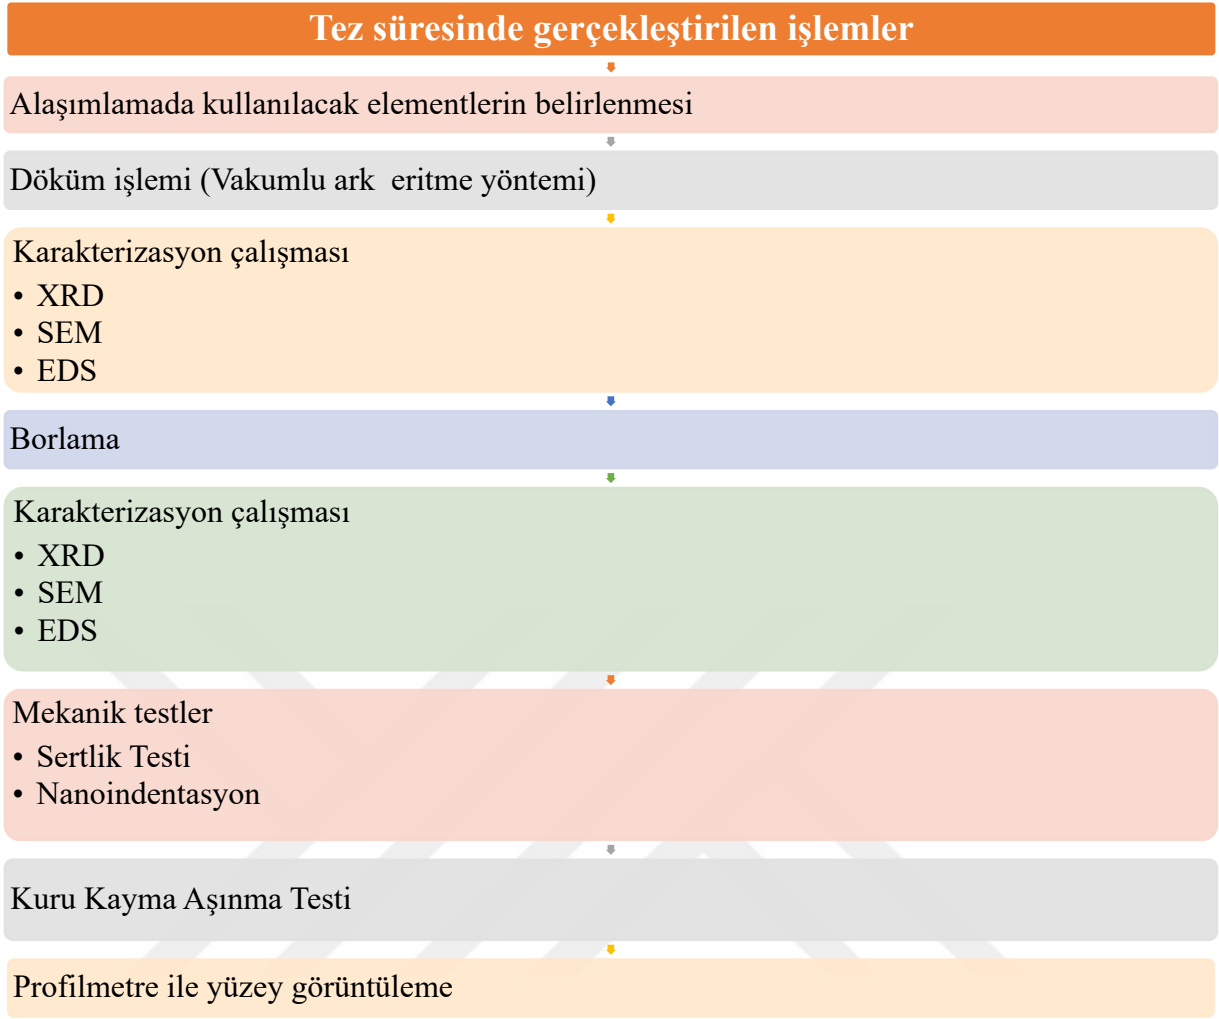 Tez süresinde gerçekleştirilen işlemler
Alaşımlamada kullanılacak elementlerin belirlenmesi
Döküm işlemi (Vakumlu ark  eritme yöntemi)
Karakterizasyon çalışması
• XRD
• SEM
• EDS
Borlama
Karakterizasyon çalışması
• XRD
• SEM
• EDS
Mekanik testler
• Sertlik Testi
• Nanoindentasyon
Kuru Kayma Aşınma Testi
Profilmetre ile yüzey görüntüleme